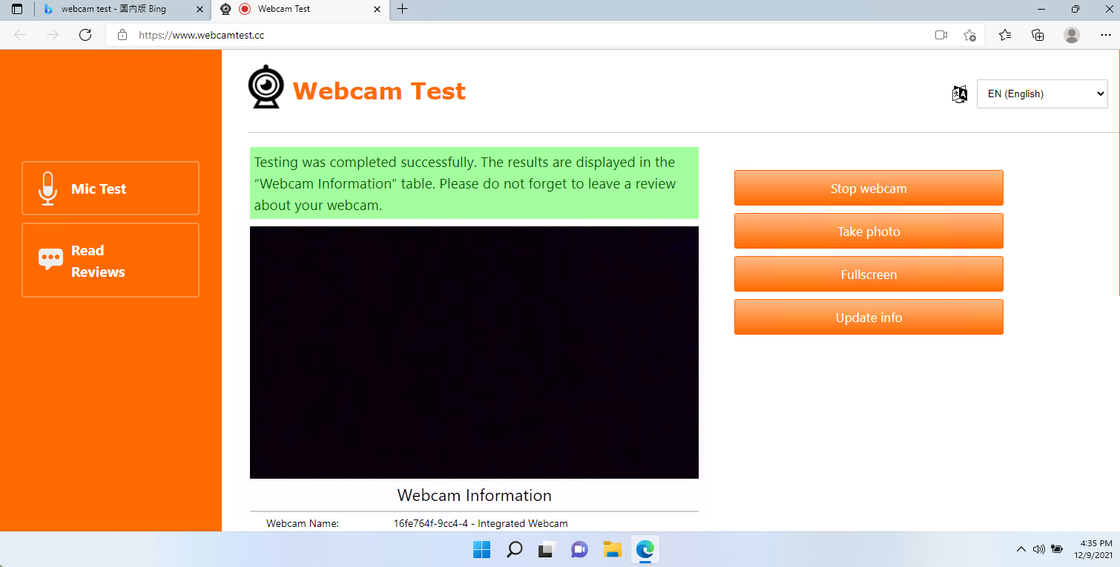 webcam test - 国内版 Bing
Webcam Test
https://www.webcamtest.cc
Webcam Test
EN (English)
Mic Test
Read
Reviews
Testing was completed successfully. The results are displayed in the
“Webcam Information” table. Please do not forget to leave a review
about your webcam.
Stop webcam
Take photo
Fullscreen
Update info
Webcam Information
Webcam Name: 16fe764f-9cc4-4 - Integrated Webcam
4:35 PM
12/9/2021